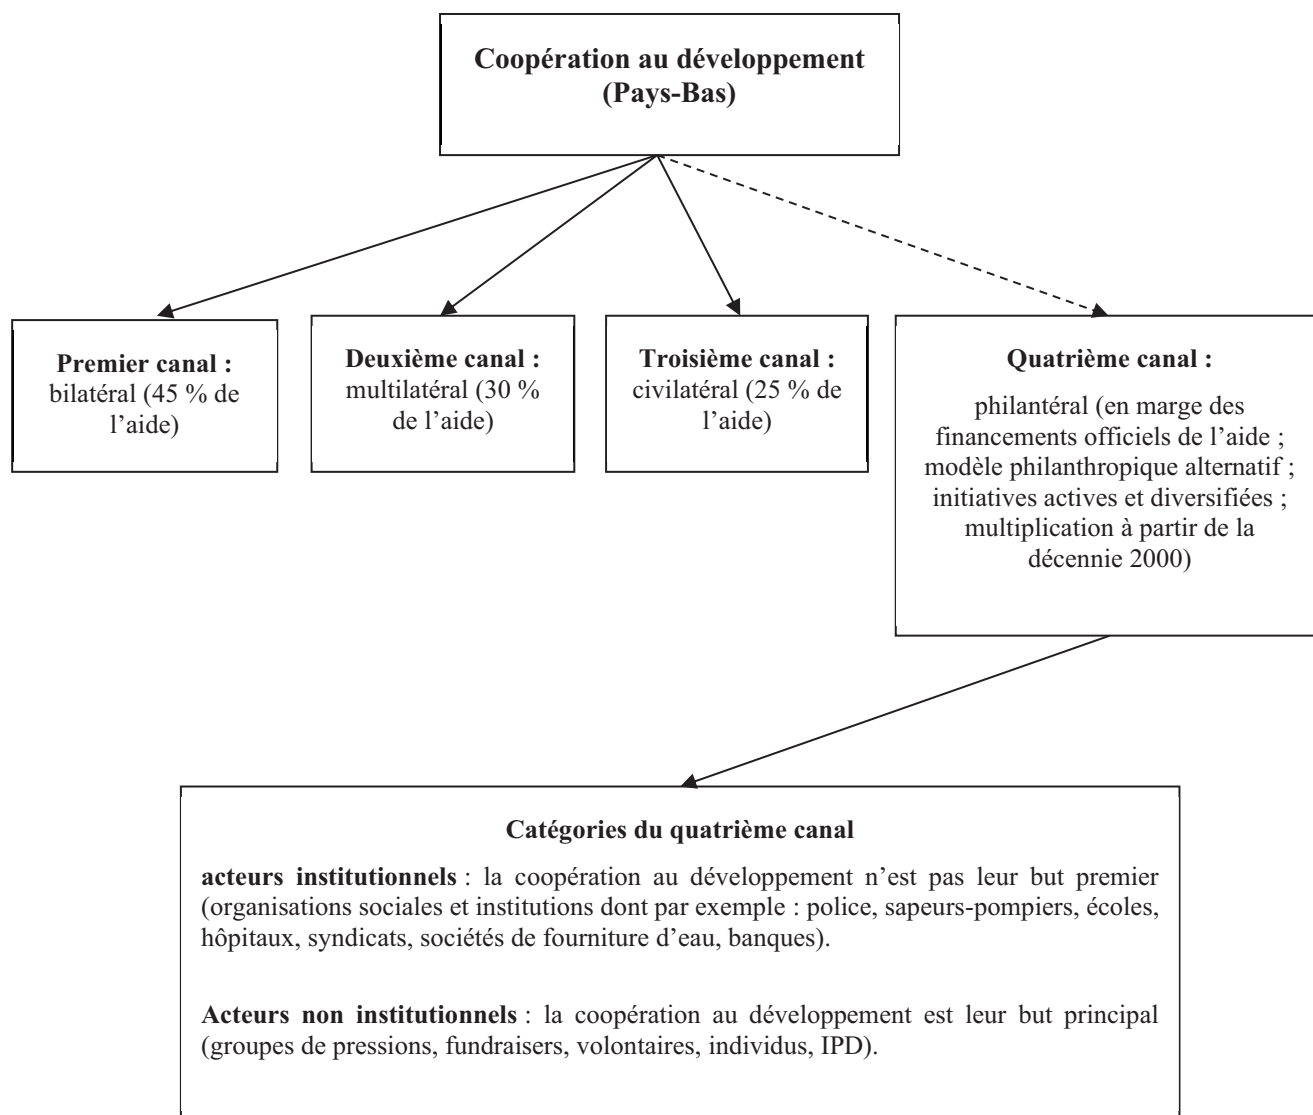 Coopération au développement
(Pays-Bas)
Premier canal :
bilatéral (45 % de
l’aide)
Deuxième canal :
multilatéral (30 %
de l’aide)
Troisième canal :
civilatéral (25 % de
l’aide)
Quatrième canal :
philantéral (en marge des
financements officiels de l’aide ;
modèle philanthropique alternatif ;
initiatives actives et diversifiées ;
multiplication à partir de la
décennie 2000)
Catégories du quatrième canal
acteurs institutionnels : la coopération au développement n’est pas leur but premier
(organisations sociales et institutions dont par exemple : police, sapeurs-pompiers, écoles,
hôpitaux, syndicats, sociétés de fourniture d’eau, banques).
Acteurs non institutionnels : la coopération au développement est leur but principal
(groupes de pressions, fundraisers, volontaires, individus, IPD).